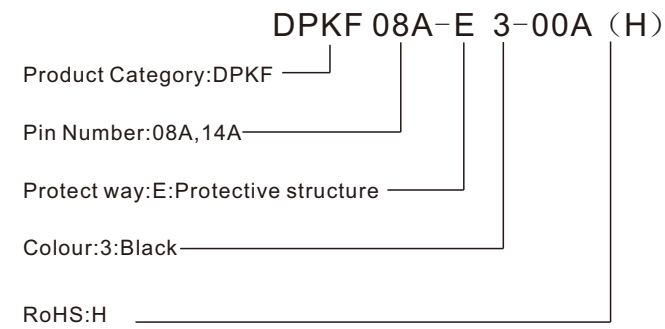 DPKF 08A-E 3-00A（H）
Product Category:DPKF
Pin Number:08A,14A
Protect way:E:Protective structure
Colour:3:Black
RoHS:H